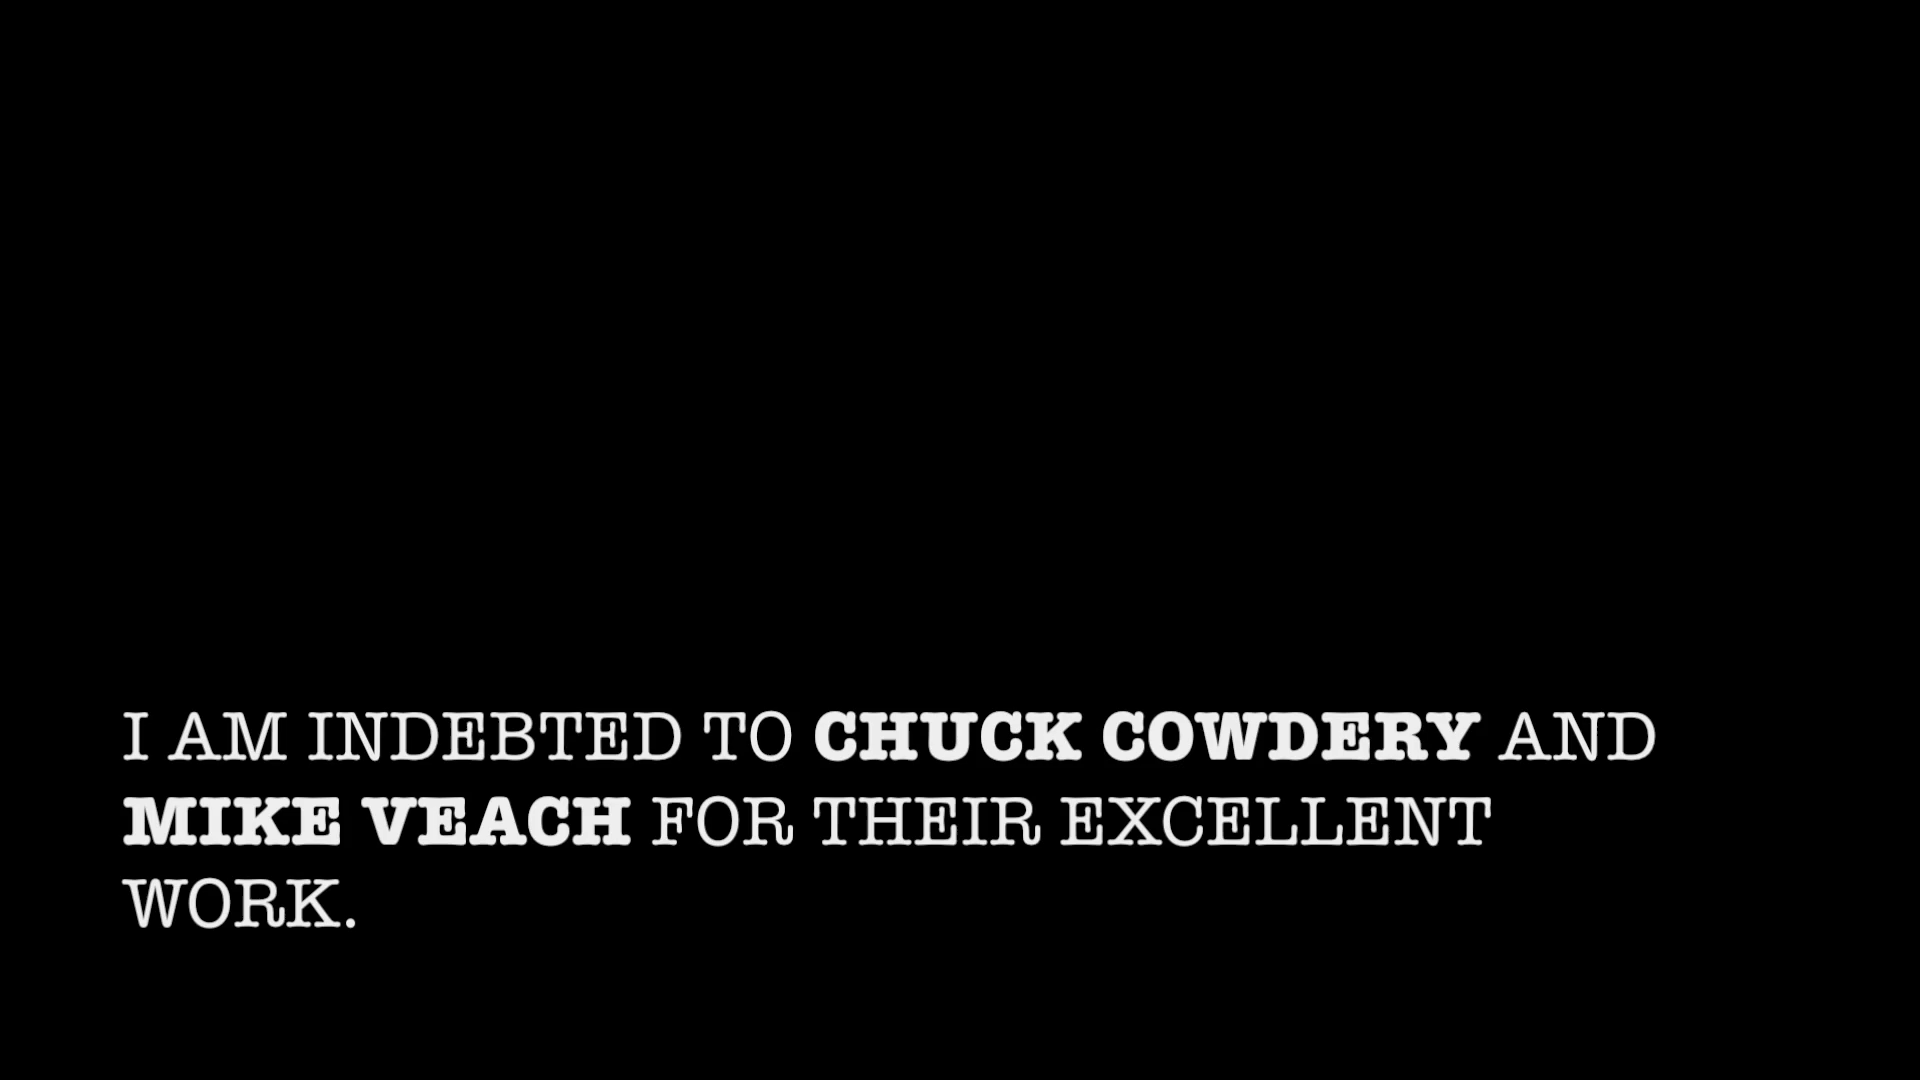 I AM INDEBTED TO CHUCK COWDERY AND
MIKE VEACH FOR THEIR EXCELLENT
WORK.